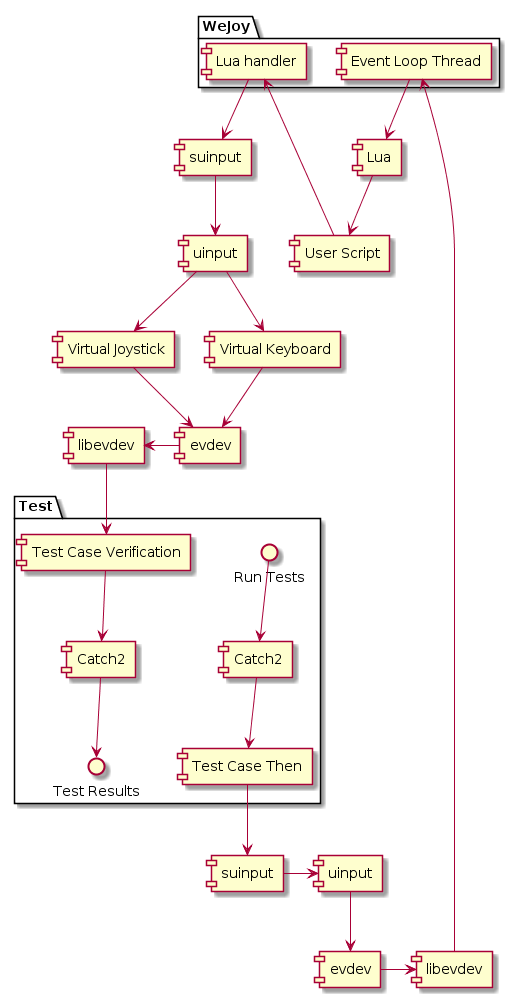 WeJoy
Lua handler
Event Loop Thread
suinput
Lua
uinput
User Script
Virtual Joystick
Virtual Keyboard
libevdev
evdev
Test
Test Case Verification
Run Tests
Catch2
Catch2
Test Case Then
Test Results
suinput
uinput
evdev
libevdev